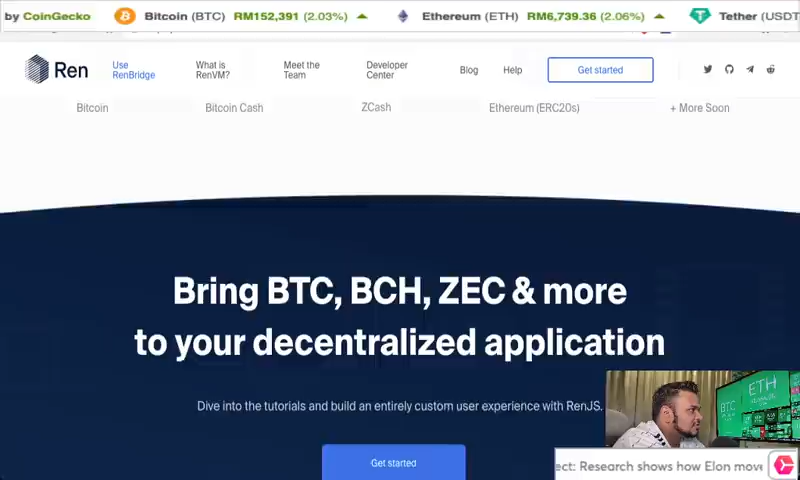 by CoinGecko Bitcoin (BTC) RM152,391 (2.03%) Ethereum (ETH) RM6,739.36 (2.06%) Tether (USDT
Ren Use RenBridge What is RenVM? Meet the Team Developer Center Blog Help Get started
Bitcoin Bitcoin Cash ZCash Ethereum (ERC20s) + More Soon
Bring BTC, BCH, ZEC & more
to your decentralized application
Dive into the tutorials and build an entirely custom user experience with RenJS.
BTC ETH
Get started
ect: Research shows how Elon move